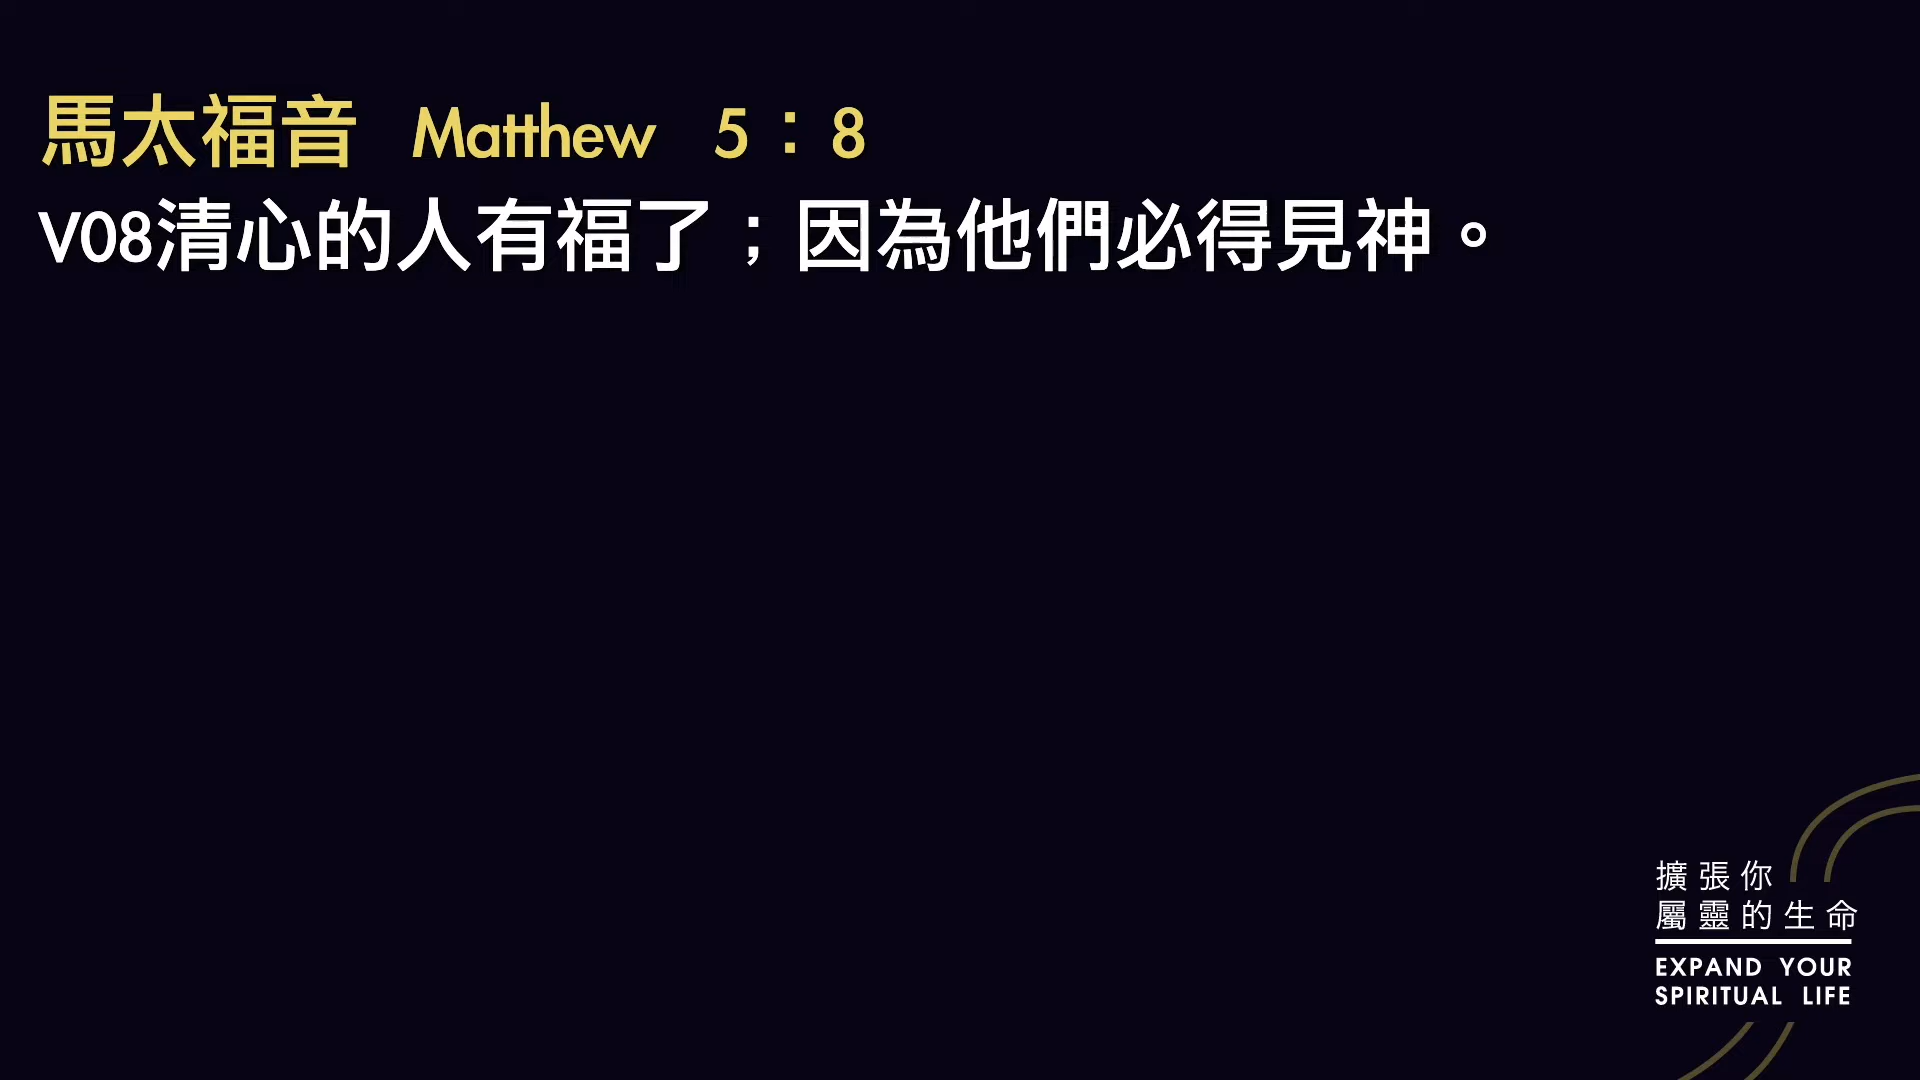 馬太福音 Matthew 5：8
V08清心的人有福了；因為他們必得見神。
擴張你
屬靈的生命
EXPAND YOUR
SPIRITUAL LIFE